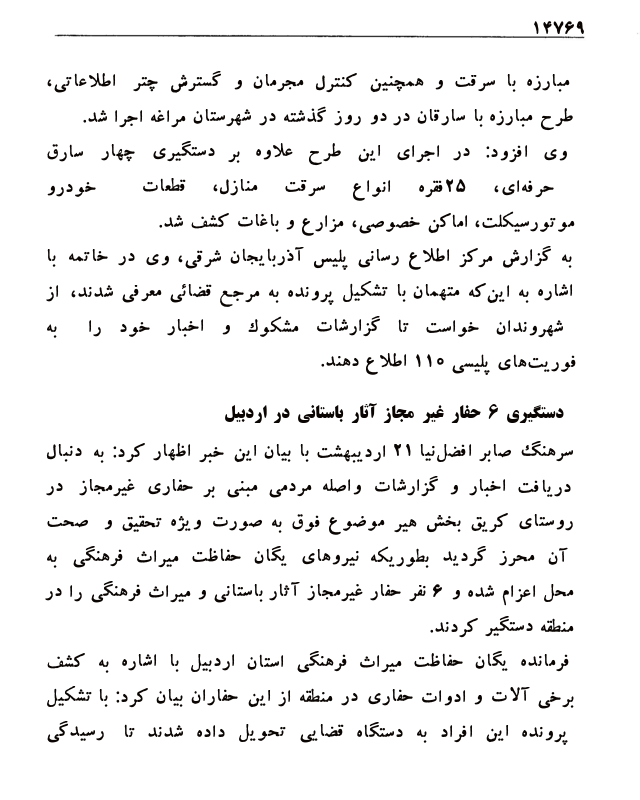 ۱۴۷۶۹
مبارزه با سرقت و همچنین کنترل مجرمان و گسترش چتر اطلاعاتی،
طرح مبارزه با سارقان در دو روز گذشته در شهرستان مراغه اجرا شد.
وی افزود: در اجرای این طرح علاوه بر دستگیری چهار سارق
حرفه‌ای، ۲۵فقره انواع سرقت منازل، قطعات خودرو
موتورسیکلت، اماکن خصوصی، مزارع و باغات کشف شد.
به گزارش مرکز اطلاع رسانی پلیس آذربایجان شرقی، وی در خاتمه با
اشاره به این‌که متهمان با تشکیل پرونده به مرجع قضائی معرفی شدند، از
شهروندان خواست تا گزارشات مشکوك و اخبار خود را به
فوریت‌های پلیسی ۱۱۰ اطلاع دهند.
دستگیری ۶ حفار غیر مجاز آثار باستانی در اردبیل
سرهنگ صابر افضل‌نیا ۲۱ اردیبهشت با بیان این خبر اظهار کرد: به دنبال
دریافت اخبار و گزارشات واصله مردمی مبنی بر حفاری غیرمجاز در
روستای کریق بخش هیر موضوع فوق به صورت ویژه تحقیق و صحت
آن محرز گردید بطوریکه نیروهای یگان حفاظت میراث فرهنگی به
محل اعزام شده و ۶ نفر حفار غیرمجاز آثار باستانی و میراث فرهنگی را در
منطقه دستگیر کردند.
فرمانده یگان حفاظت میراث فرهنگی استان اردبیل با اشاره به کشف
برخی آلات و ادوات حفاری در منطقه از این حفاران بیان کرد: با تشکیل
پرونده این افراد به دستگاه قضایی تحویل داده شدند تا رسیدگی